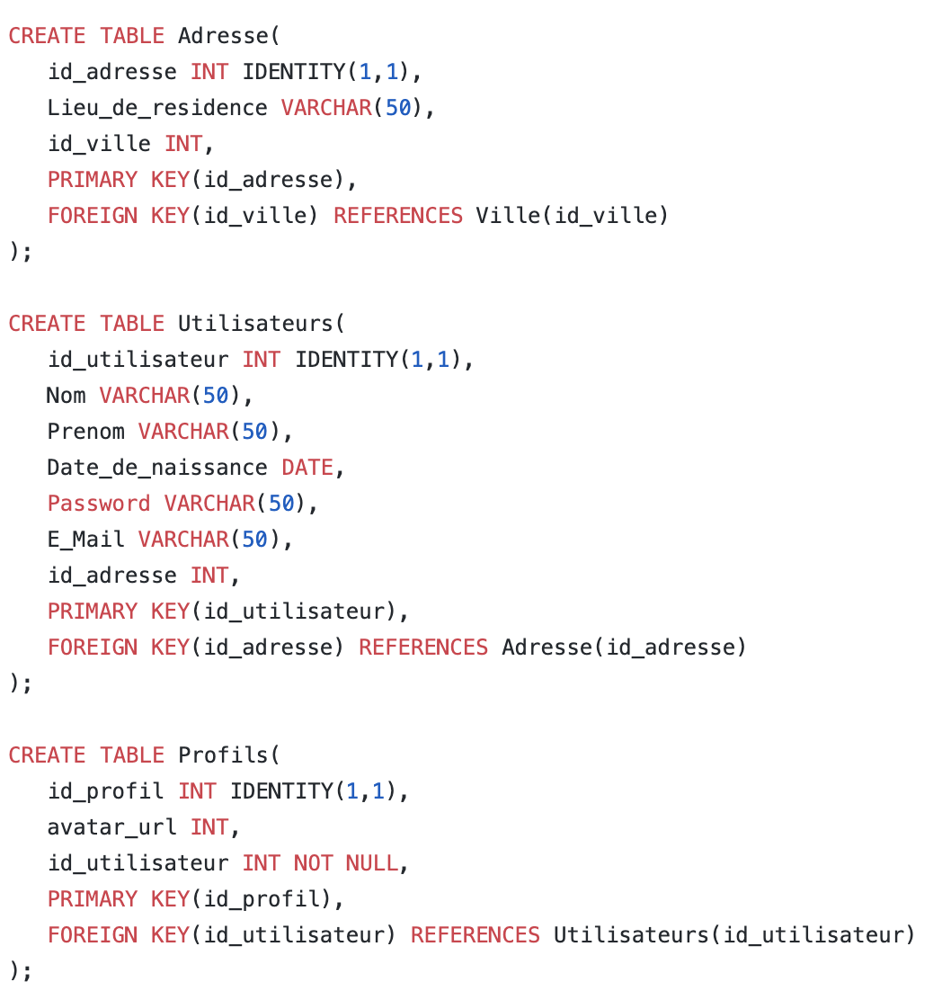 CREATE TABLE Adresse(
id_adresse INT IDENTITY(1,1),
Lieu_de_residence VARCHAR(50),
id_ville INT,
PRIMARY KEY(id_adresse),
FOREIGN KEY(id_ville) REFERENCES Ville(id_ville)
);
CREATE TABLE Utilisateurs(
id_utilisateur INT IDENTITY(1,1),
Nom VARCHAR(50),
Prenom VARCHAR(50),
Date_de_naissance DATE,
Password VARCHAR(50),
E_Mail VARCHAR(50),
id_adresse INT,
PRIMARY KEY(id_utilisateur),
FOREIGN KEY(id_adresse) REFERENCES Adresse(id_adresse)
);
CREATE TABLE Profils(
id_profil INT IDENTITY(1,1),
avatar_url INT,
id_utilisateur INT NOT NULL,
PRIMARY KEY(id_profil),
FOREIGN KEY(id_utilisateur) REFERENCES Utilisateurs(id_utilisateur)
);